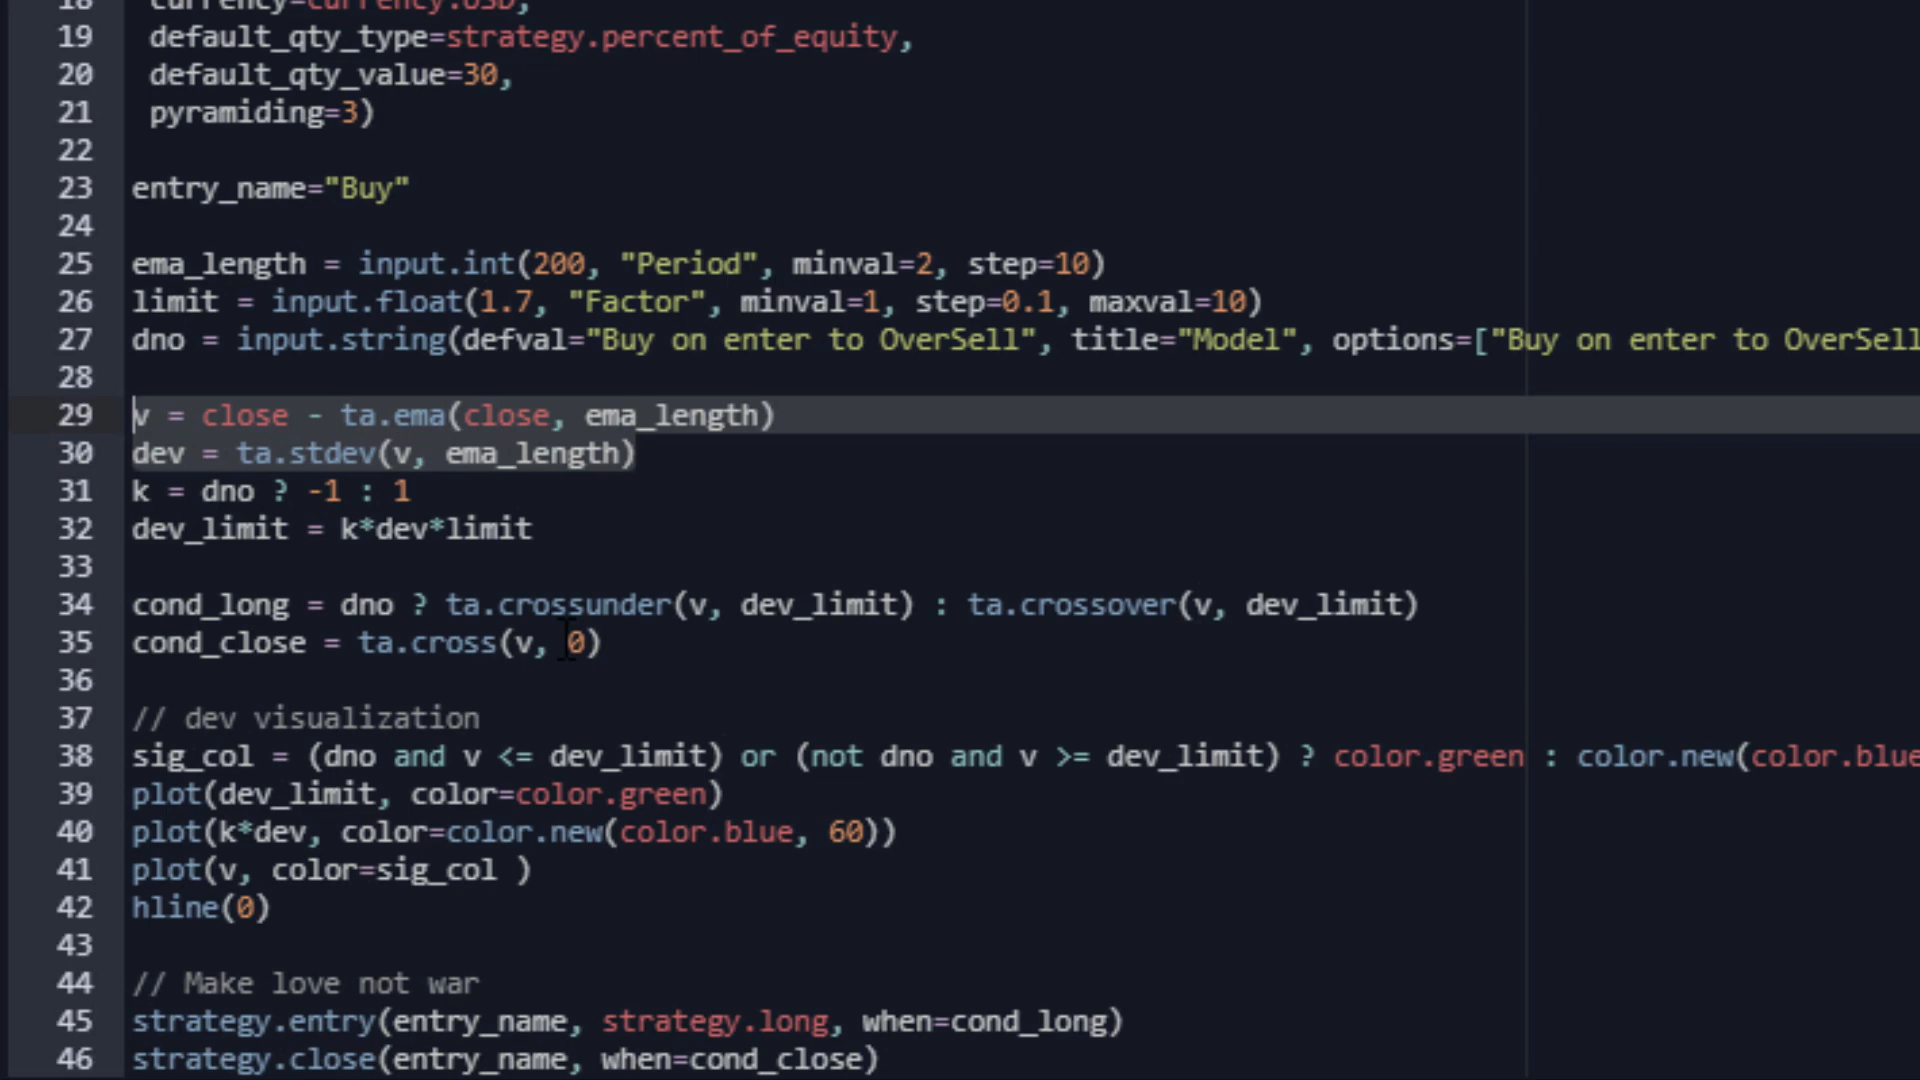 18 currency=currency.USD,
19 default_qty_type=strategy.percent_of_equity,
20 default_qty_value=30,
21 pyramiding=3)
22
23 entry_name="Buy"
24
25 ema_length = input.int(200, "Period", minval=2, step=10)
26 limit = input.float(1.7, "Factor", minval=1, step=0.1, maxval=10)
27 dno = input.string(defval="Buy on enter to OverSell", title="Model", options=["Buy on enter to OverSell
28
29 v = close - ta.ema(close, ema_length)
30 dev = ta.stdev(v, ema_length)
31 k = dno ? -1 : 1
32 dev_limit = k*dev*limit
33
34 cond_long = dno ? ta.crossunder(v, dev_limit) : ta.crossover(v, dev_limit)
35 cond_close = ta.cross(v, 0)
36
37 // dev visualization
38 sig_col = (dno and v <= dev_limit) or (not dno and v >= dev_limit) ? color.green : color.new(color.blue
39 plot(dev_limit, color=color.green)
40 plot(k*dev, color=color.new(color.blue, 60))
41 plot(v, color=sig_col )
42 hline(0)
43
44 // Make love not war
45 strategy.entry(entry_name, strategy.long, when=cond_long)
46 strategy.close(entry_name, when=cond_close)